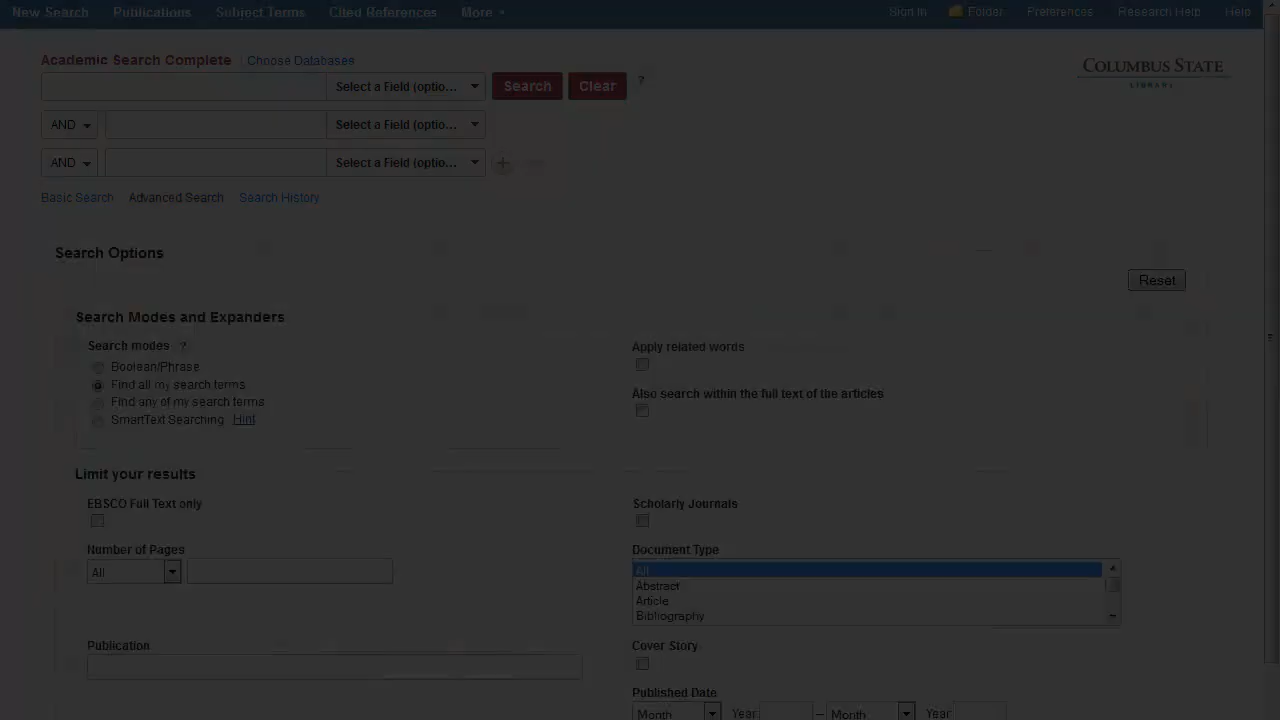 New Search Publications Subject Terms Cited References More Sign In Folder Preferences Research Help Help
Academic Search Complete Choose Databases
COLUMBUS STATE
LIBRARY
Select a Field (optio... Search Clear ?
AND Select a Field (optio...
AND Select a Field (optio...
Basic Search Advanced Search Search History
Search Options
Reset
Search Modes and Expanders
Search modes ?
Boolean/Phrase
Find all my search terms
Find any of my search terms
SmartText Searching Hint
Apply related words
Also search within the full text of the articles
Limit your results
EBSCO Full Text only
Scholarly Journals
Number of Pages
All
Document Type
All
Abstract
Article
Bibliography
Publication
Cover Story
Published Date
Month Year – Month Year